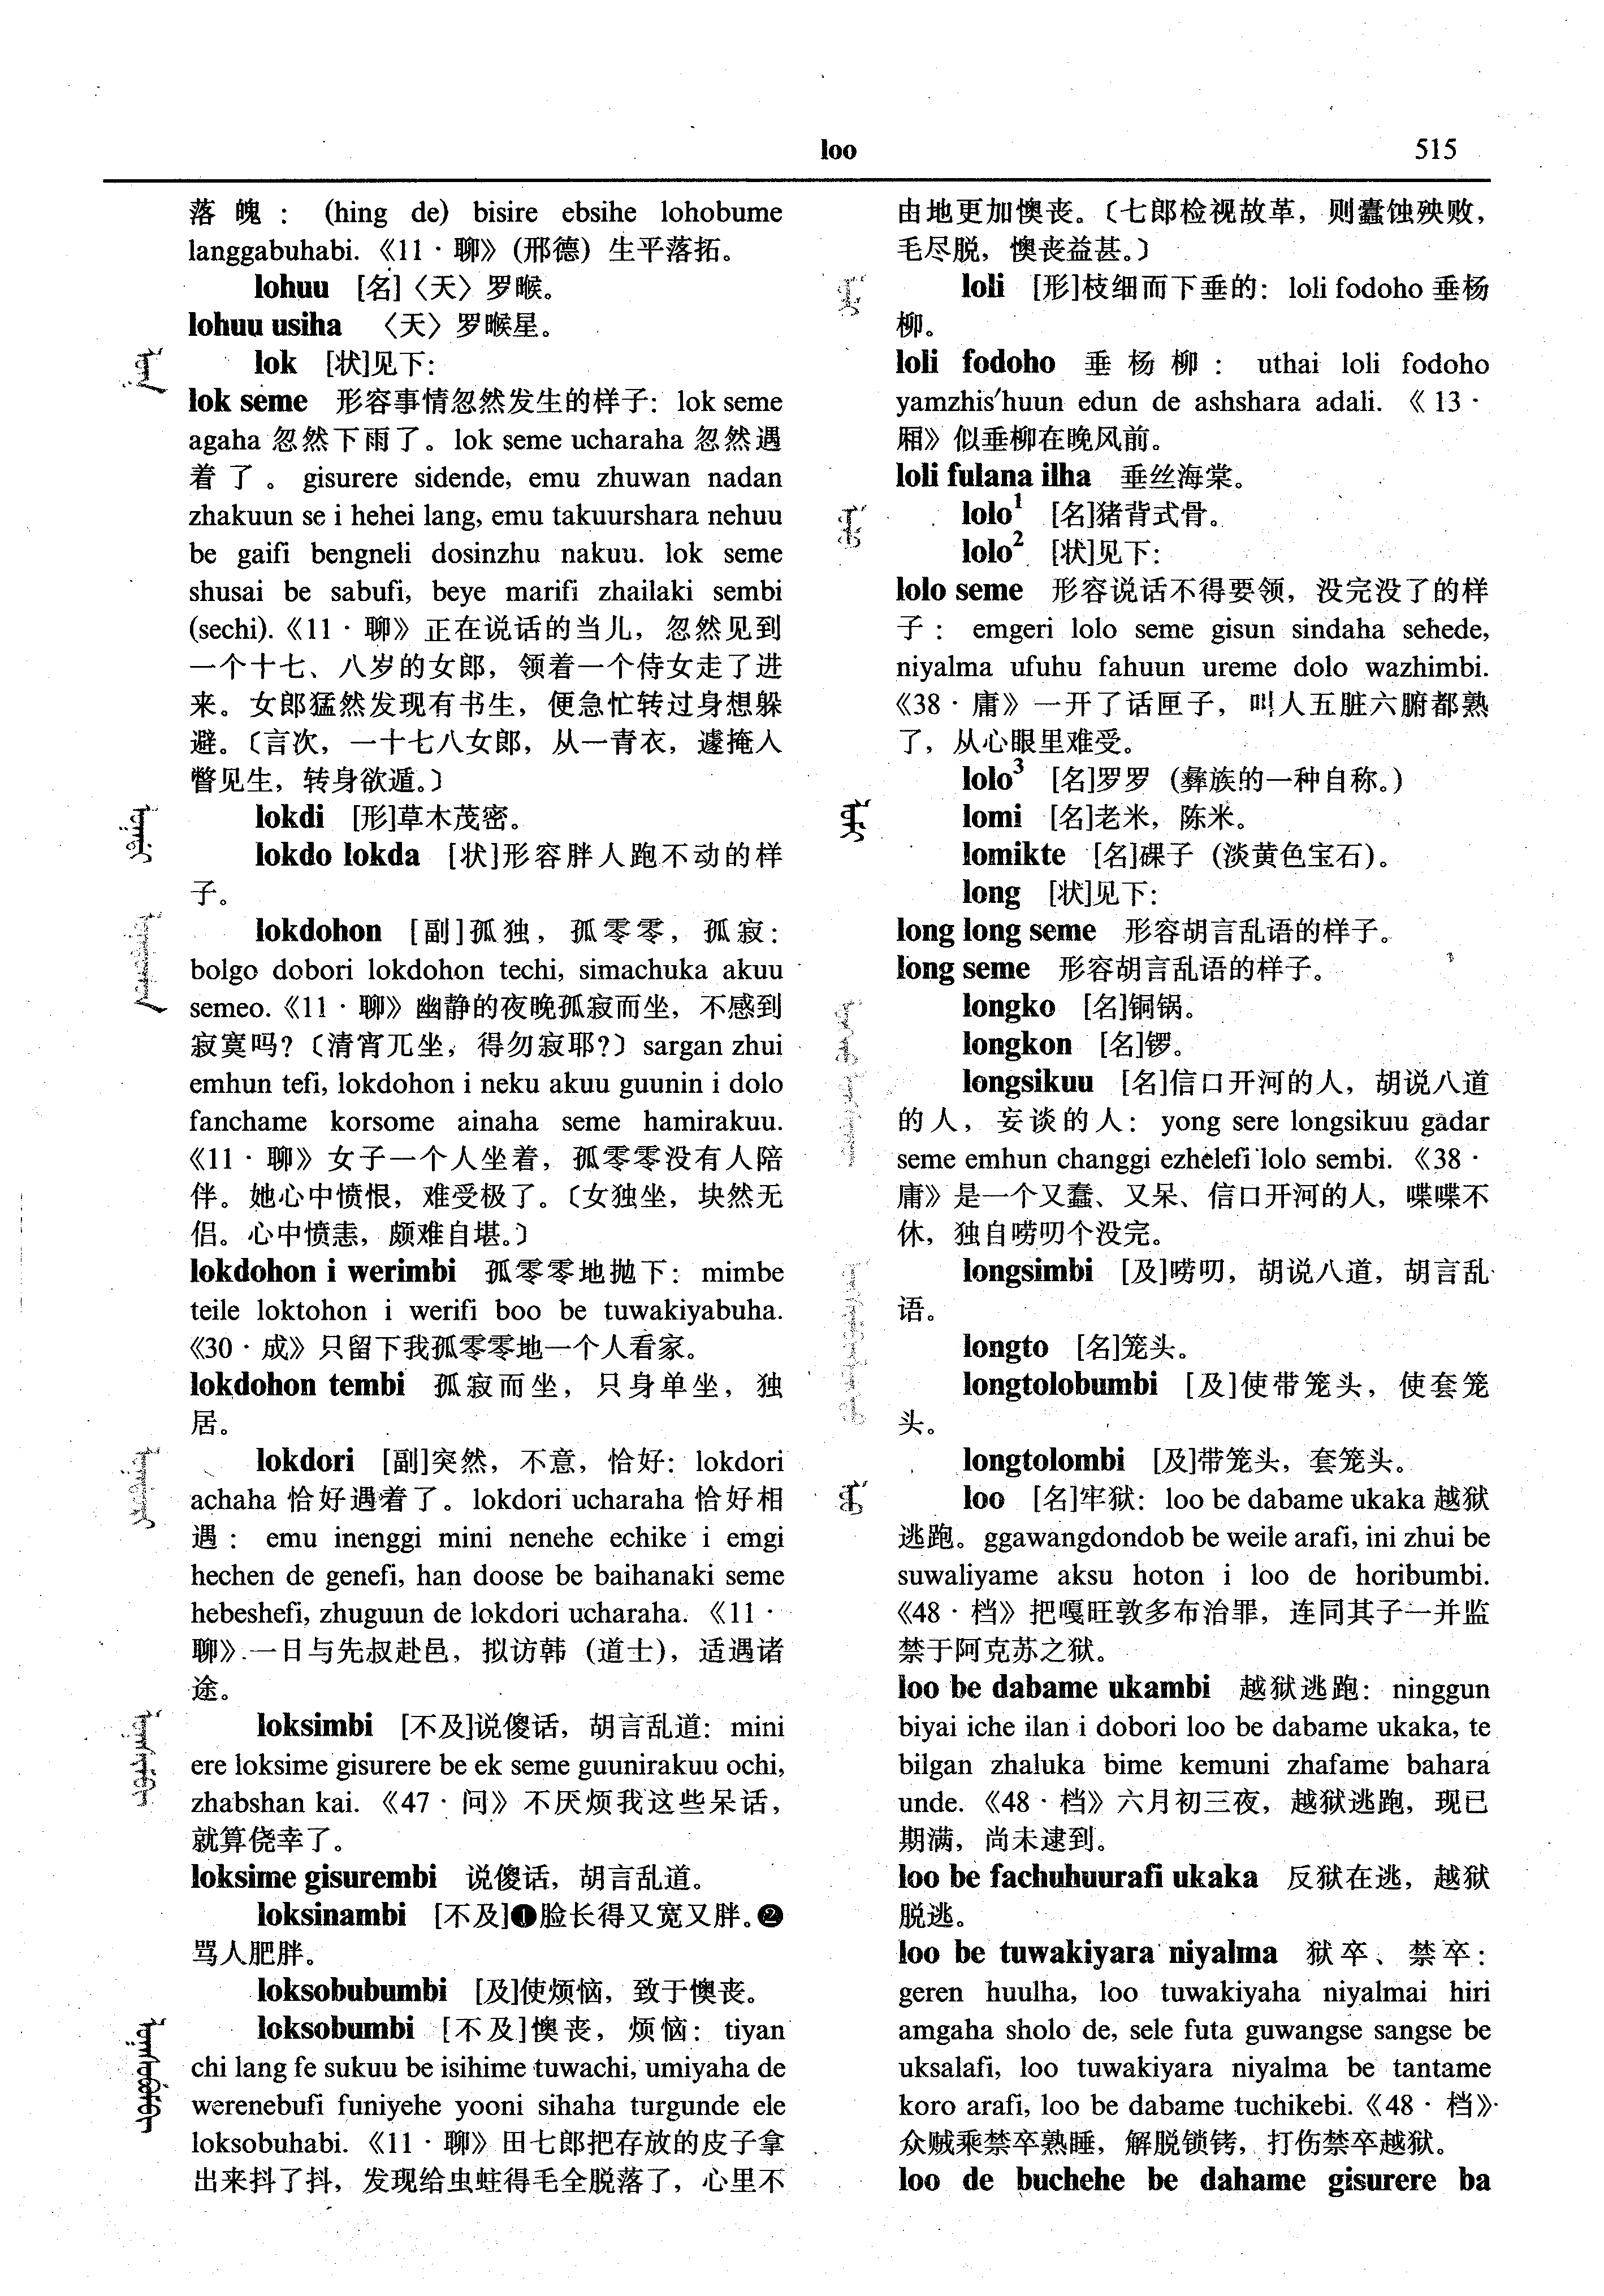 loo
515
落魄：(hing de) bisire ebsihe lohobume
langgabuhabi.《11·聊》(邢德) 生平落拓。
lohuu [名]〈天〉罗睺。
lohuu usiha 〈天〉罗睺星。
lok [状]见下：
lok seme 形容事情忽然发生的样子：lok seme
agaha 忽然下雨了。lok seme ucharaha 忽然遇
着了。gisurere sidende, emu zhuwan nadan
zhakuun se i hehei lang, emu takuurshara nehuu
be gaifi bengneli dosinzhu nakuu. lok seme
shusai be sabufi, beye marifi zhailaki sembi
(sechi).《11·聊》正在说话的当儿，忽然见到
一个十七、八岁的女郎，领着一个侍女走了进
来。女郎猛然发现有书生，便急忙转过身想躲
避。〔言次，一十七八女郎，从一青衣，遽掩入
瞥见生，转身欲遁。〕
lokdi [形]草木茂密。
lokdo lokda [状]形容胖人跑不动的样
子。
lokdohon [副]孤独，孤零零，孤寂：
bolgo dobori lokdohon techi, simachuka akuu
semeo.《11·聊》幽静的夜晚孤寂而坐，不感到
寂寞吗？〔清宵兀坐，得勿寂耶？〕sargan zhui
emhun tefi, lokdohon i neku akuu guunin i dolo
fanchame korsome ainaha seme hamirakuu.
《11·聊》女子一个人坐着，孤零零没有人陪
伴。她心中愤恨，难受极了。〔女独坐，块然无
侣。心中愤恚，颇难自堪。〕
lokdohon i werimbi 孤零零地抛下：mimbe
teile loktohon i werifi boo be tuwakiyabuha.
《30·成》只留下我孤零零地一个人看家。
lokdohon tembi 孤寂而坐，只身单坐，独
居。
lokdori [副]突然，不意，恰好：lokdori
achaha 恰好遇着了。lokdori ucharaha 恰好相
遇：emu inenggi mini nenehe echike i emgi
hechen de genefi, han doose be baihanaki seme
hebeshefi, zhuguun de lokdori ucharaha.《11·
聊》一日与先叔赴邑，拟访韩 (道士)，适遇诸
途。
loksimbi [不及]说傻话，胡言乱道：mini
ere loksime gisurere be ek seme guunirakuu ochi,
zhabshan kai.《47·问》不厌烦我这些呆话，
就算侥幸了。
loksime gisurembi 说傻话，胡言乱道。
loksinambi [不及]❶脸长得又宽又胖。❷
骂人肥胖。
loksobubumbi [及]使烦恼，致于懊丧。
loksobumbi [不及]懊丧，烦恼：tiyan
chi lang fe sukuu be isihime tuwachi, umiyaha de
werenebufi funiyehe yooni sihaha turgunde ele
loksobuhabi.《11·聊》田七郎把存放的皮子拿
出来抖了抖，发现给虫蛀得毛全脱落了，心里不
由地更加懊丧。〔七郎检视故革，则蠹蚀殃败，
毛尽脱，懊丧益甚。〕
loli [形]枝细而下垂的：loli fodoho 垂杨
柳。
loli fodoho 垂杨柳：uthai loli fodoho
yamzhis'huun edun de ashshara adali.《13·
厢》似垂柳在晚风前。
loli fulana ilha 垂丝海棠。
lolo¹ [名]猪背式骨。
lolo² [状]见下：
lolo seme 形容说话不得要领，没完没了的样
子：emgeri lolo seme gisun sindaha sehede,
niyalma ufuhu fahuun ureme dolo wazhimbi.
《38·庸》一开了话匣子，叫人五脏六腑都熟
了，从心眼里难受。
lolo³ [名]罗罗 (彝族的一种自称。)
lomi [名]老米，陈米。
lomikte [名]䃅子 (淡黄色宝石)。
long [状]见下：
long long seme 形容胡言乱语的样子。
long seme 形容胡言乱语的样子。
longko [名]铜锅。
longkon [名]锣。
longsikuu [名]信口开河的人，胡说八道
的人，妄谈的人：yong sere longsikuu gadar
seme emhun changgi ezhelefi lolo sembi.《38·
庸》是一个又蠢、又呆、信口开河的人，喋喋不
休，独自唠叨个没完。
longsimbi [及]唠叨，胡说八道，胡言乱
语。
longto [名]笼头。
longtolobumbi [及]使带笼头，使套笼
头。
longtolombi [及]带笼头，套笼头。
loo [名]牢狱：loo be dabame ukaka 越狱
逃跑。ggawangdondob be weile arafi, ini zhui be
suwaliyame aksu hoton i loo de horibumbi.
《48·档》把嘎旺敦多布治罪，连同其子一并监
禁于阿克苏之狱。
loo be dabame ukambi 越狱逃跑：ninggun
biyai iche ilan i dobori loo be dabame ukaka, te
bilgan zhaluka bime kemuni zhafame bahara
unde.《48·档》六月初三夜，越狱逃跑，现已
期满，尚未逮到。
loo be fachuhuurafi ukaka 反狱在逃，越狱
脱逃。
loo be tuwakiyara niyalma 狱卒、禁卒：
geren huulha, loo tuwakiyaha niyalmai hiri
amgaha sholo de, sele futa guwangse sangse be
uksalafi, loo tuwakiyara niyalma be tantame
koro arafi, loo be dabame tuchikebi.《48·档》
众贼乘禁卒熟睡，解脱锁铐，打伤禁卒越狱。
loo de buchehe be dahame gisurere ba